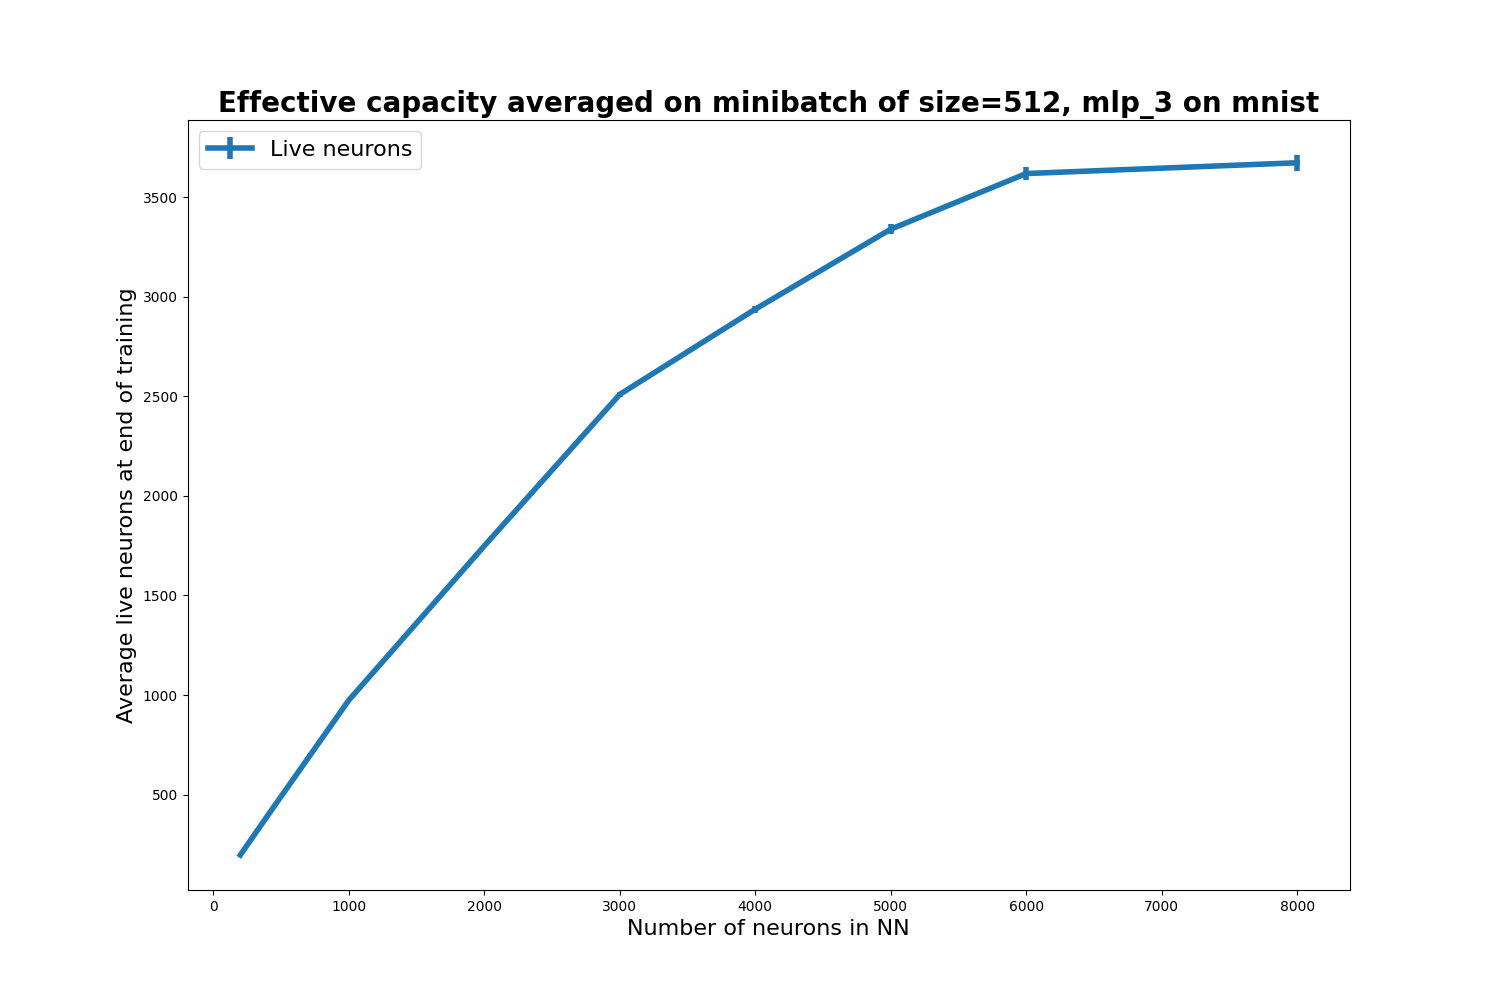 Effective capacity averaged on minibatch of size=512, mlp_3 on mnist
Live neurons
3500
3000
2500
2000
1500
1000
500
Average live neurons at end of training
0 1000 2000 3000 4000 5000 6000 7000 8000
Number of neurons in NN